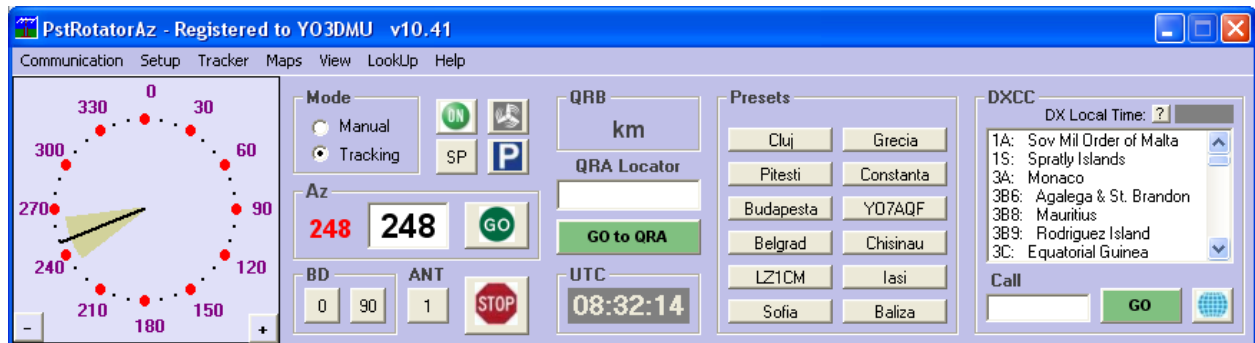 PstRotatorAz - Registered to YO3DMU v10.41
Communication Setup Tracker Maps View LookUp Help
0
330 30
300 60
270 90
240 120
210 150
180
- +
Mode
Manual
Tracking
ON
SP P
Az
248 248 GO
BD ANT
0 90 1 STOP
QRB
km
QRA Locator
GO to QRA
UTC
08:32:14
Presets
Cluj Grecia
Pitesti Constanta
Budapesta YO7AQF
Belgrad Chisinau
LZ1CM Iasi
Sofia Baliza
DXCC
DX Local Time: ?
1A: Sov Mil Order of Malta
1S: Spratly Islands
3A: Monaco
3B6: Agalega & St. Brandon
3B8: Mauritius
3B9: Rodriguez Island
3C: Equatorial Guinea
Call
GO